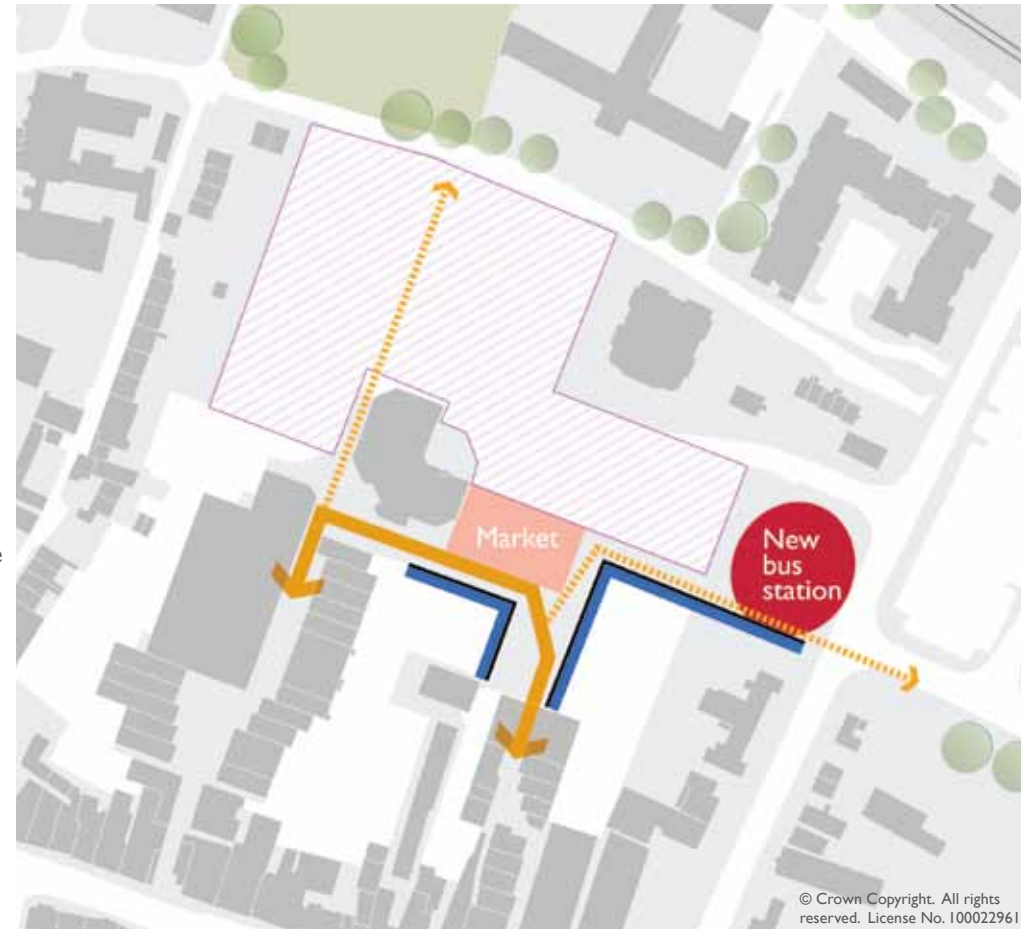 Market
New
bus
station
e
© Crown Copyright. All rights
reserved. License No. 100022961